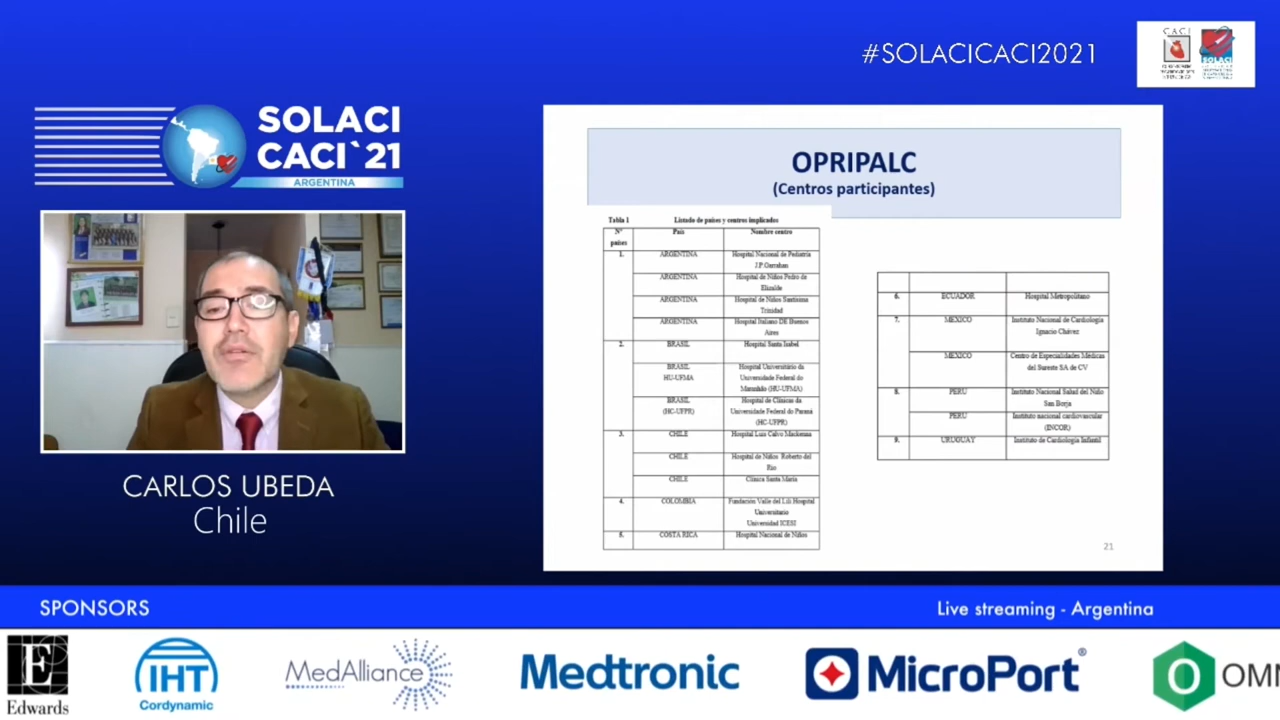 #SOLACICACI2021
CACI
SOLACI
SOLACI
CACI`21
ARGENTINA
CARLOS UBEDA
Chile
OPRIPALC
(Centros participantes)
Tabla 1 Listado de países y centros implicados
N° países País Nombre centro
1. ARGENTINA Hospital Nacional de Pediatría
J.P.Garrahan
ARGENTINA Hospital de Niños Pedro de
Elizalde
ARGENTINA Hospital de Niños Santísima
Trinidad
ARGENTINA Hospital Italiano DE Buenos
Aires
2. BRASIL Hospital Santa Isabel
BRASIL Hospital Universitário da
HU-UFMA Universidade Federal do
Maranhão (HU-UFMA)
BRASIL Hospital de Clínicas da
(HC-UFPR) Universidade Federal do Paraná
(HC-UFPR)
3. CHILE Hospital Luis Calvo Mackenna
CHILE Hospital de Niños Roberto del
Rio
CHILE Clínica Santa María
4. COLOMBIA Fundación Valle del Lili Hospital
Universitario
Universidad ICESI
5. COSTA RICA Hospital Nacional de Niños
6. ECUADOR Hospital Metropolitano
7. MEXICO Instituto Nacional de Cardiología
Ignacio Chávez
MEXICO Centro de Especialidades Médicas
del Sureste SA de CV
8. PERU Instituto Nacional Salud del Niño
San Borja
PERU Instituto nacional cardiovascular
(INCOR)
9. URUGUAY Instituto de Cardiología Infantil
21
SPONSORS
Live streaming - Argentina
E
Edwards
IHT
Cordynamic
MedAlliance
Medtronic
MicroPort®
OMN